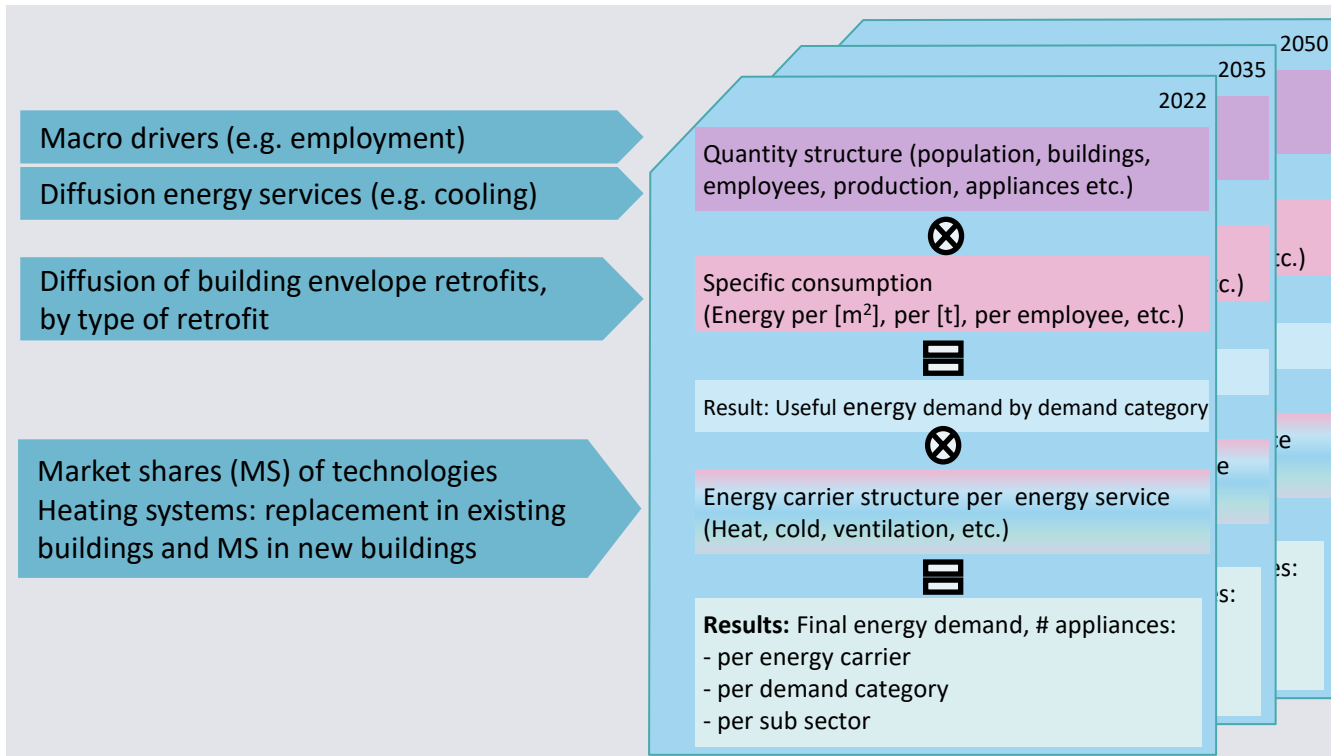 Macro drivers (e.g. employment)
Diffusion energy services (e.g. cooling)
Diffusion of building envelope retrofits,
by type of retrofit
Market shares (MS) of technologies
Heating systems: replacement in existing
buildings and MS in new buildings
2050
2035
2022
Quantity structure (population, buildings,
employees, production, appliances etc.)
Specific consumption
(Energy per [m²], per [t], per employee, etc.)
Result: Useful energy demand by demand category
Energy carrier structure per energy service
(Heat, cold, ventilation, etc.)
Results: Final energy demand, # appliances:
- per energy carrier
- per demand category
- per sub sector